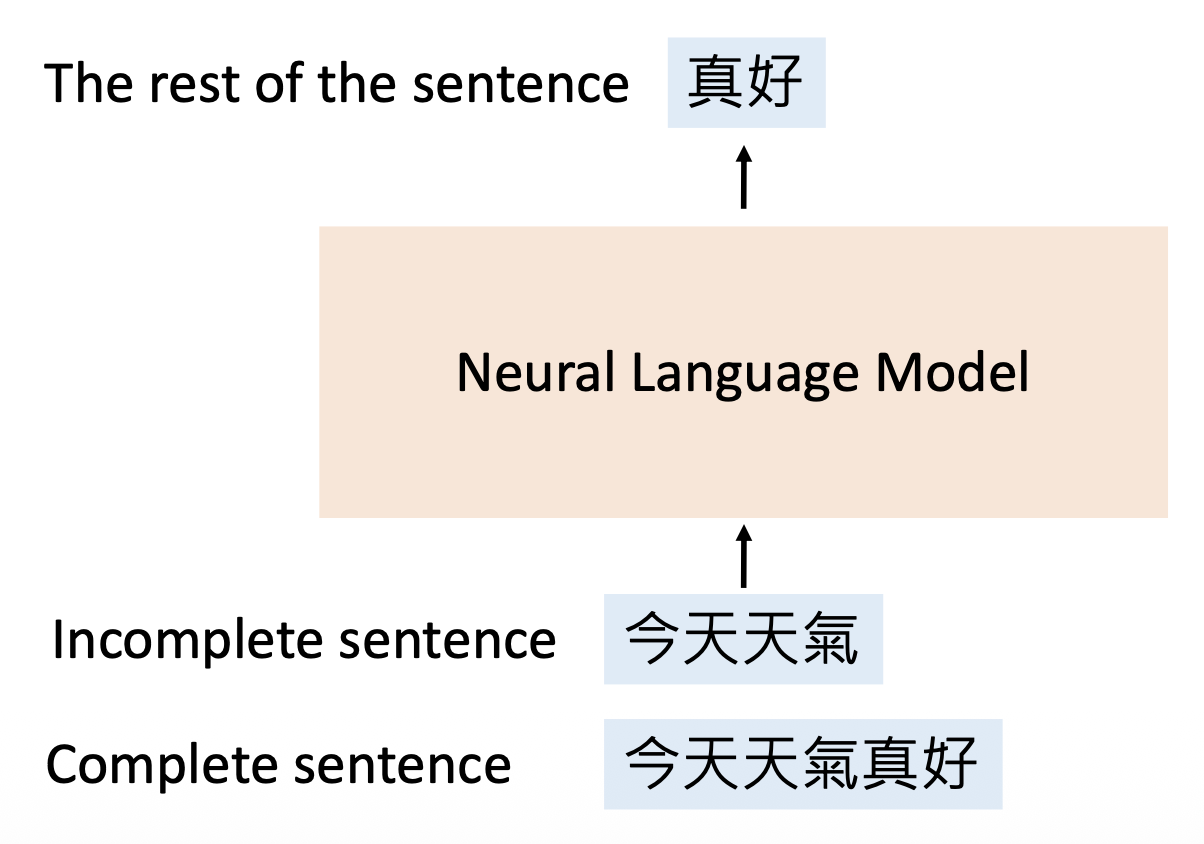 The rest of the sentence 真好
Neural Language Model
Incomplete sentence 今天天氣
Complete sentence 今天天氣真好